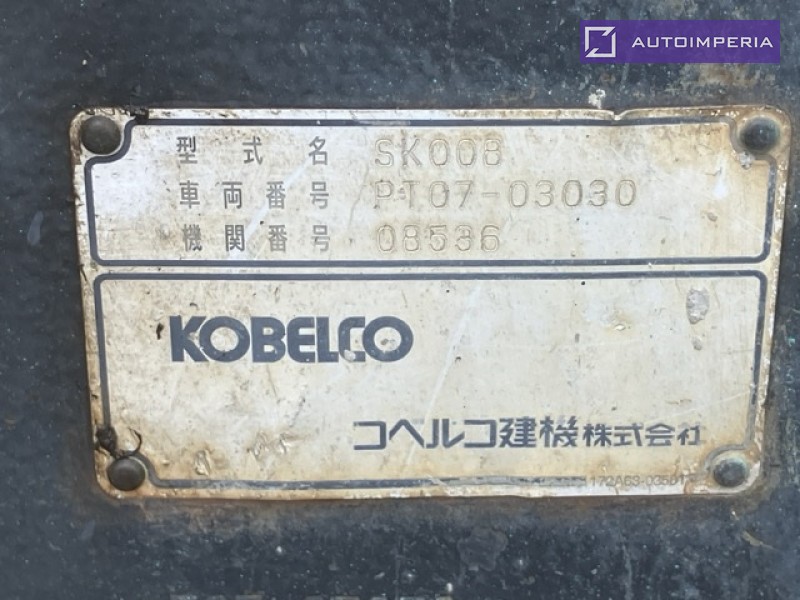 AUTOIMPERIA
型式名 SK008
車両番号 PT07-03030
機関番号 08536
KOBELCO
コベルコ建機株式会社